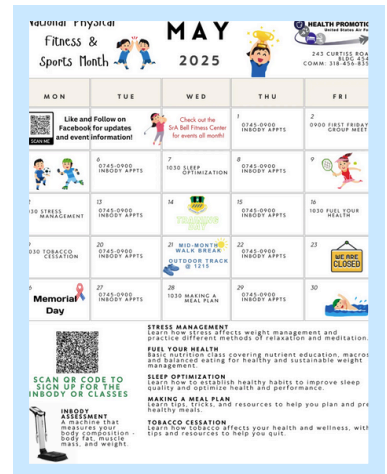 National Physical
Fitness &
Sports Month
MAY
2025
HEALTH PROMOTIO
United States Air Fo
243 CURTISS ROA
BLDG 454
COMM: 318-456-835
MON TUE WED THU FRI
SCAN ME
Like and Follow on
Facebook for updates
and event information!
Check out the
SrA Bell Fitness Center
for events all month!
1
2
0900 FIRST FRIDAY
GROUP MEET
6
0745-0900
INBODY APPTS
7
1030 SLEEP
OPTIMIZATION
8
0745-0900
INBODY APPTS
9
030 STRESS
MANAGEMENT
13
0745-0900
INBODY APPTS
14
TRAINING
DAY
15
0745-0900
INBODY APPTS
16
1030 FUEL YOUR
HEALTH
030 TOBACCO
CESSATION
20
0745-0900
INBODY APPTS
21 MID-MONTH
WALK BREAK
OUTDOOR TRACK
@ 1215
22
0745-0900
INBODY APPTS
23
WE ARE
CLOSED
6
Memorial
Day
27
0745-0900
INBODY APPTS
28
1030 MAKING A
MEAL PLAN
29
0745-0900
INBODY APPTS
30
SCAN QR CODE TO
SIGN UP FOR THE
INBODY OR CLASSES
INBODY
ASSESSMENT
A machine that
measures your
body composition -
body fat, muscle
mass, and weight.
STRESS MANAGEMENT
Learn how stress affects weight management and
practice different methods of relaxation and meditation.
FUEL YOUR HEALTH
Basic nutrition class covering nutrient education, macros
and balanced eating for healthy and sustainable weight
management.
SLEEP OPTIMIZATION
Learn how to establish healthy habits to improve sleep
quality and optimize health and performance.
MAKING A MEAL PLAN
Learn tips, tricks, and resources to help you plan and pre
healthy meals.
TOBACCO CESSATION
Learn how tobacco affects your health and wellness, with
tips and resources to help you quit.